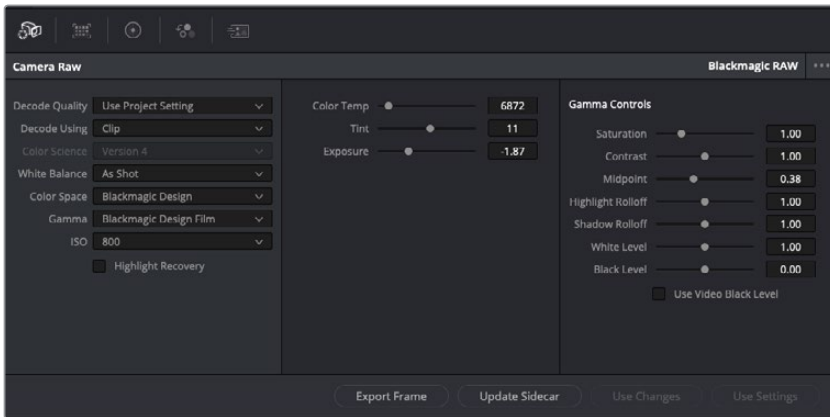 Camera Raw
Blackmagic RAW
Decode Quality Use Project Setting
Decode Using Clip
Color Science Version 4
White Balance As Shot
Color Space Blackmagic Design
Gamma Blackmagic Design Film
ISO 800
Highlight Recovery
Color Temp 6872
Tint 11
Exposure -1.87
Gamma Controls
Saturation 1.00
Contrast 1.00
Midpoint 0.38
Highlight Rolloff 1.00
Shadow Rolloff 1.00
White Level 1.00
Black Level 0.00
Use Video Black Level
Export Frame Update Sidecar Use Changes Use Settings